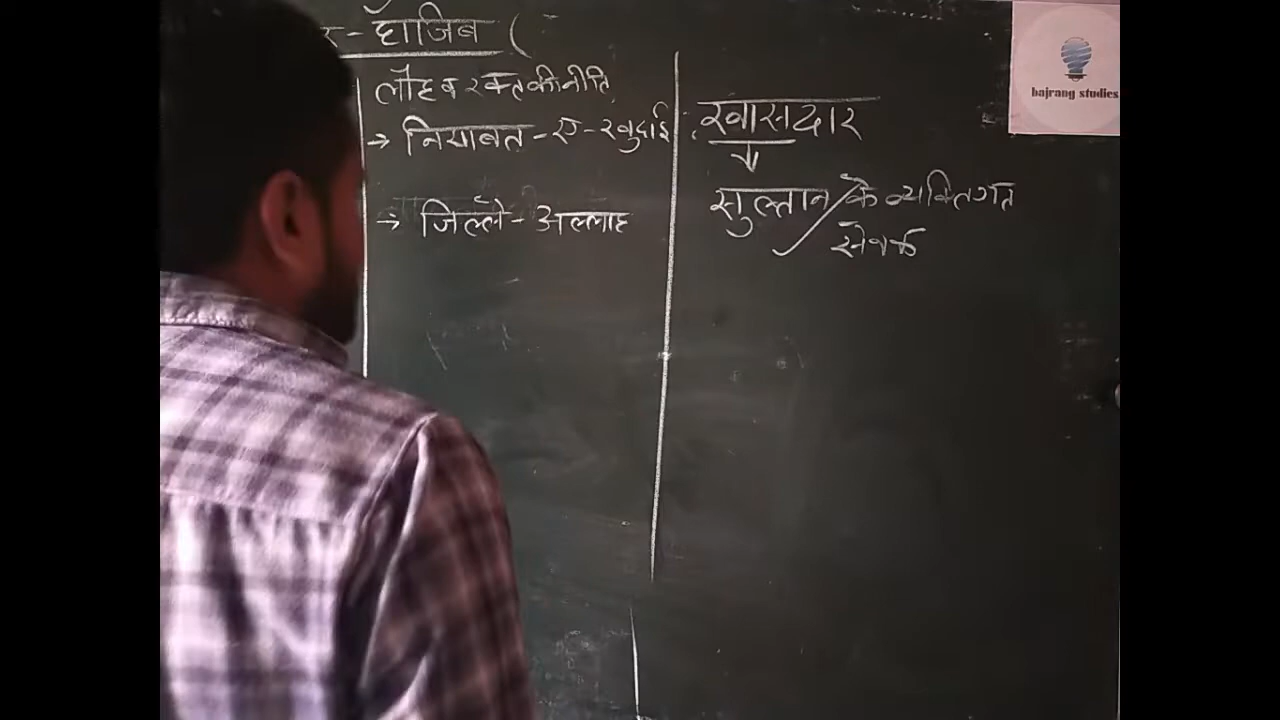 र - हाजिब (
लौह व रक्त की नीति
→ नियाबत - ए - खुदाई
→ जिल्ले - अल्लाह
खासदार
↓
सुल्तान के व्यक्तिगत
सेवक
bajrang studies